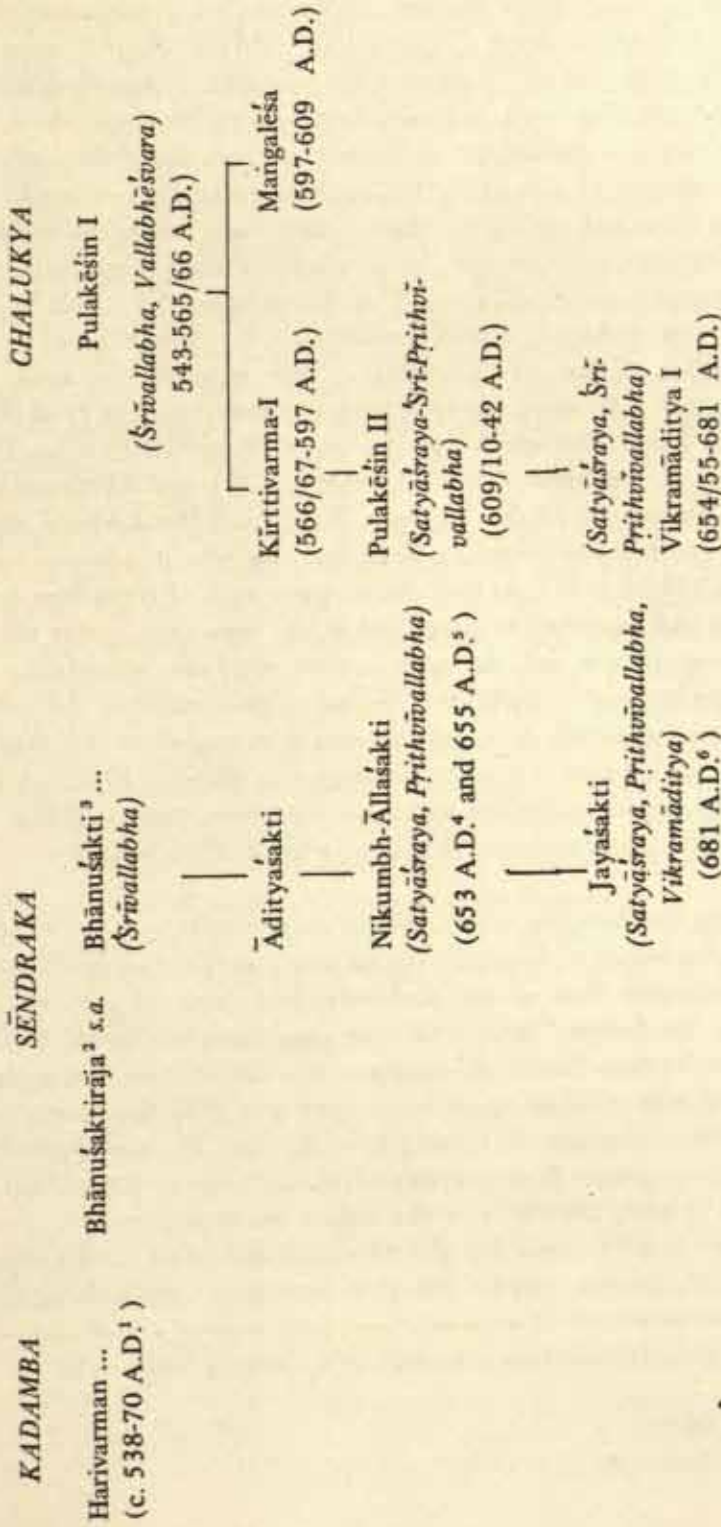 KADAMBA
Harivarman ...
(c. 538-70 A.D.¹ )
SĒNDRAKA
Bhānuśaktirāja² s.a.
Bhānuśakti³ ...
(Śrīvallabha)
Ādityaśakti
Nikumbh-Āllaśakti
(Satyāśraya, Pṛithvīvallabha)
(653 A.D.⁴ and 655 A.D.⁵ )
Jayaśakti
(Satyāśraya, Pṛithvīvallabha,
Vikramāditya)
(681 A.D.⁶ )
CHALUKYA
Pulakēśin I
(Śrīvallabha, Vallabhēśvara)
543-565/66 A.D.)
Kīrttivarma-I
(566/67-597 A.D.)
Maṅgalēśa
(597-609 A.D.)
Pulakēśin II
(Satyāśraya-Śrī-Pṛithvī-
vallabha)
(609/10-42 A.D.)
(Satyāśraya, Śrī-
Pṛithvīvallabha)
Vikramāditya I
(654/55-681 A.D.)